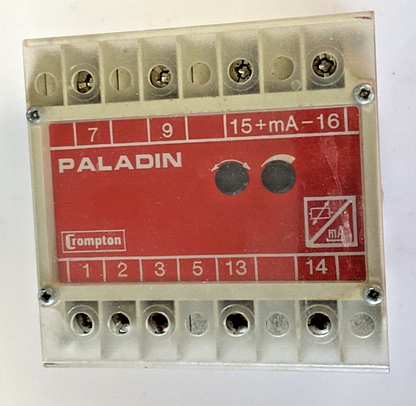 7 9 15+mA-16
PALADIN
Crompton
mA
1 2 3 5 13 14